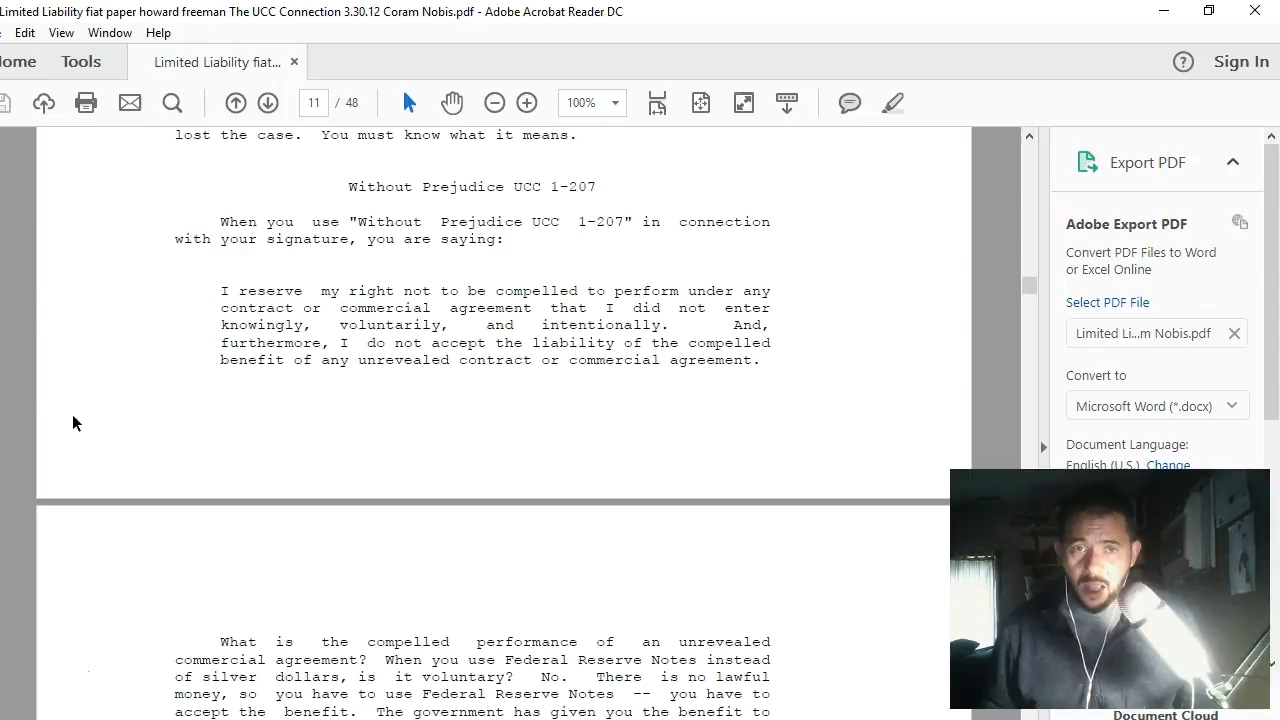 Limited Liability fiat paper howard freeman The UCC Connection 3.30.12 Coram Nobis.pdf - Adobe Acrobat Reader DC
Edit View Window Help
ome Tools Limited Liability fiat... × ? Sign In
11 / 48 100%
lost the case. You must know what it means.
Without Prejudice UCC 1-207
When you use "Without Prejudice UCC 1-207" in connection
with your signature, you are saying:
I reserve my right not to be compelled to perform under any
contract or commercial agreement that I did not enter
knowingly, voluntarily, and intentionally. And,
furthermore, I do not accept the liability of the compelled
benefit of any unrevealed contract or commercial agreement.
What is the compelled performance of an unrevealed
commercial agreement? When you use Federal Reserve Notes instead
of silver dollars, is it voluntary? No. There is no lawful
money, so you have to use Federal Reserve Notes -- you have to
accept the benefit. The government has given you the benefit to
Export PDF
Adobe Export PDF
Convert PDF Files to Word
or Excel Online
Select PDF File
Limited Li...m Nobis.pdf
Convert to
Microsoft Word (*.docx)
Document Language:
English (U.S.) Change
Document Cloud